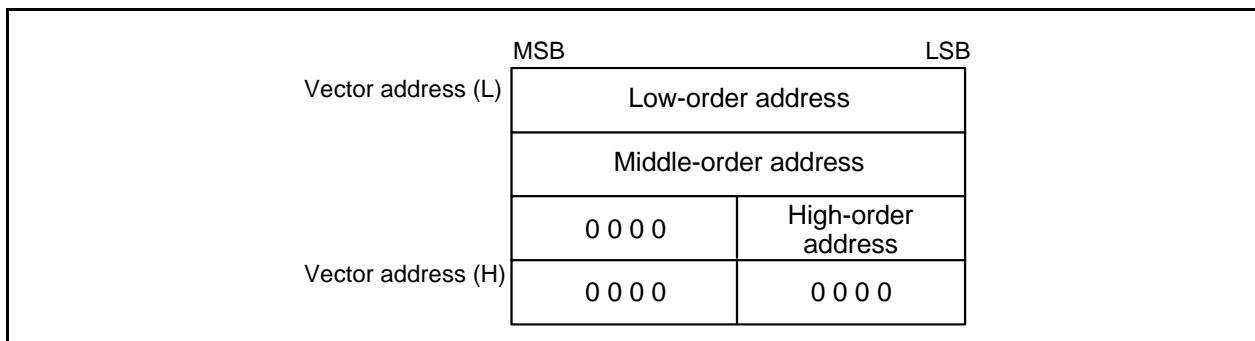 MSB LSB
Vector address (L) Low-order address
Middle-order address
0 0 0 0 High-order
address
Vector address (H) 0 0 0 0 0 0 0 0